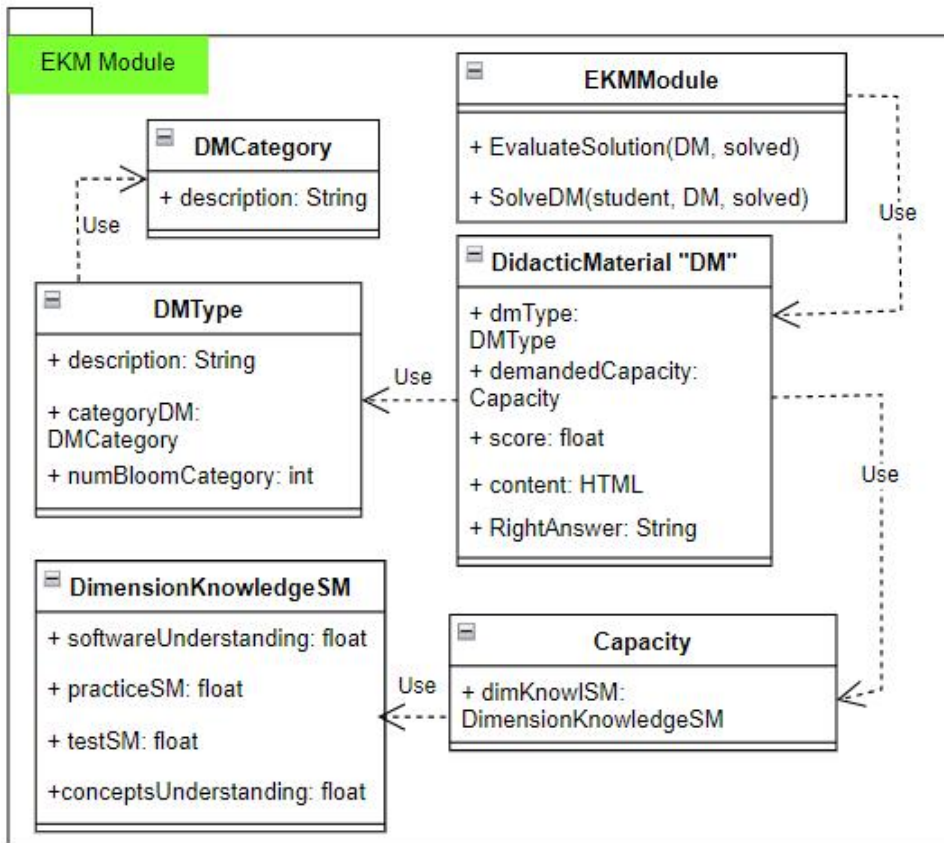 EKM Module
EKMModule
+ EvaluateSolution(DM, solved)
+ SolveDM(student, DM, solved)
Use
DMCategory
+ description: String
Use
DidacticMaterial "DM"
+ dmType:
DMType
+ demandedCapacity:
Capacity
+ score: float
+ content: HTML
+ RightAnswer: String
Use
Use
DMType
+ description: String
+ categoryDM:
DMCategory
+ numBloomCategory: int
DimensionKnowledgeSM
+ softwareUnderstanding: float
+ practiceSM: float
+ testSM: float
+conceptsUnderstanding: float
Use
Capacity
+ dimKnowlSM:
DimensionKnowledgeSM